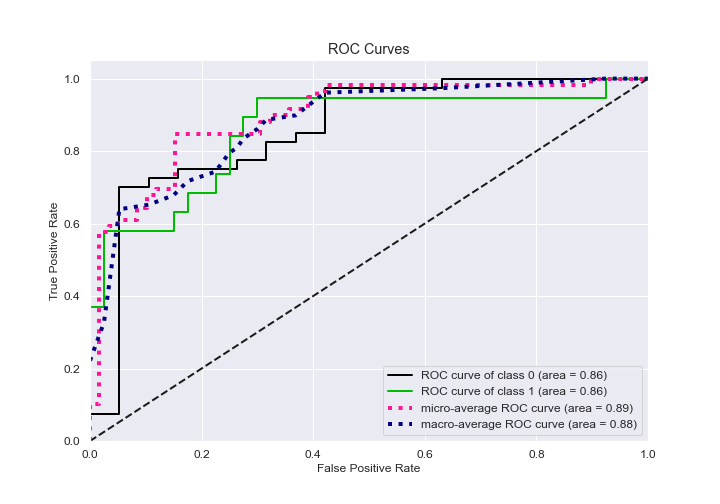 ROC Curves
1.0
0.8
0.6
0.4
0.2
0.0
True Positive Rate
0.0 0.2 0.4 0.6 0.8 1.0
False Positive Rate
ROC curve of class 0 (area = 0.86)
ROC curve of class 1 (area = 0.86)
micro-average ROC curve (area = 0.89)
macro-average ROC curve (area = 0.88)